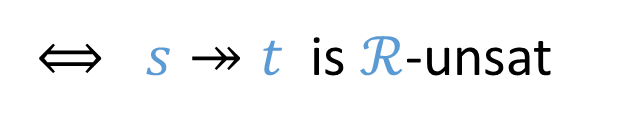 ⟺ 𝑠 ↠ 𝑡 is ℛ-unsat